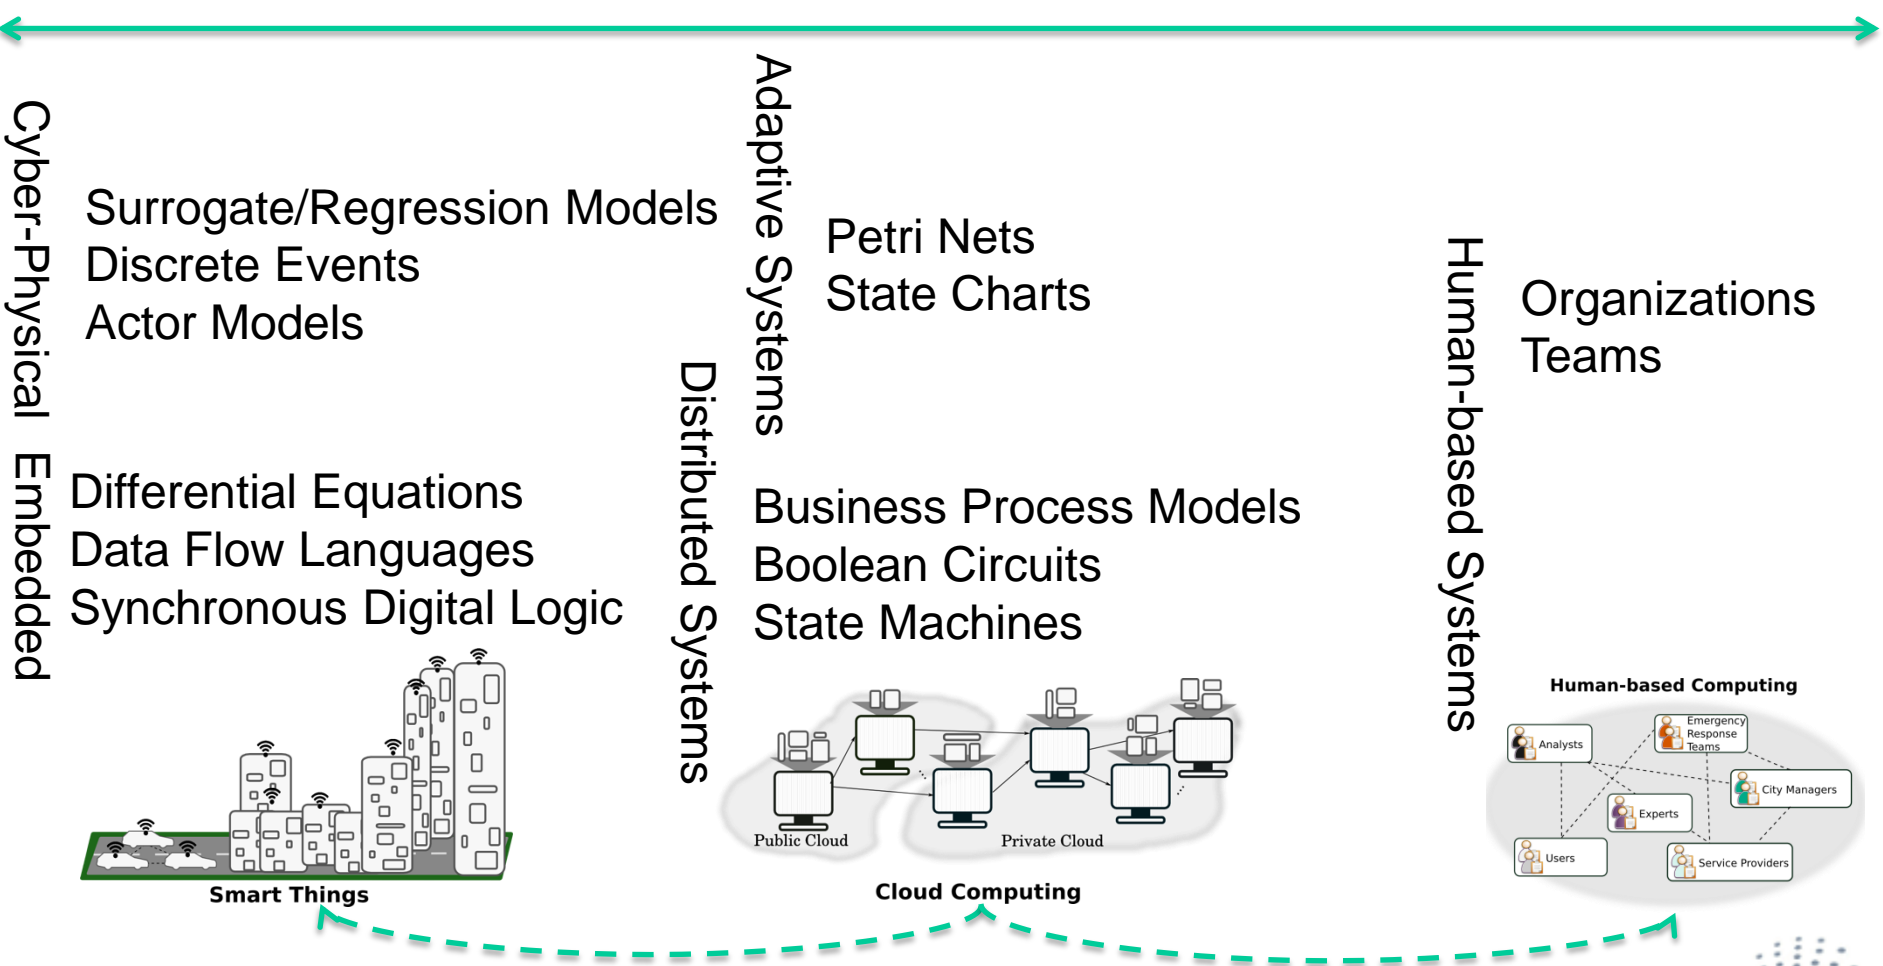 Cyber-Physical
Surrogate/Regression Models
Discrete Events
Actor Models
Embedded
Differential Equations
Data Flow Languages
Synchronous Digital Logic
Smart Things
Adaptive Systems
Petri Nets
State Charts
Distributed Systems
Business Process Models
Boolean Circuits
State Machines
Public Cloud
Private Cloud
Cloud Computing
Human-based Systems
Organizations
Teams
Human-based Computing
Analysts
Emergency
Response
Teams
City Managers
Experts
Users
Service Providers